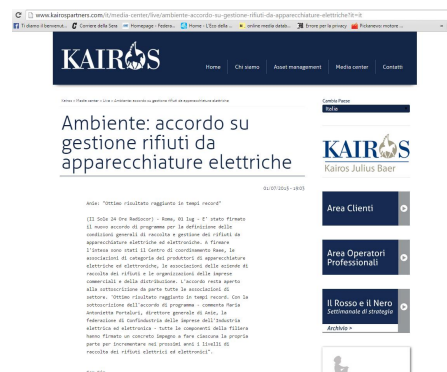 www.kairospartners.com/it/media-center/live/ambiente-accordo-su-gestione-rifiuti-da-apparecchiature-elettriche?it=it
Ti diamo il benvenut...
Corriere della Sera
Homepage - Federa...
Home - L'Eco della ...
online media datab...
Errore per la privacy
Pickanews: motore ...
KAIROS
Home
Chi siamo
Asset management
Media center
Contatti
Kairos > Media center > Live > Ambiente: accordo su gestione rifiuti da apparecchiature elettriche
Cambia Paese
Italia
Ambiente: accordo su
gestione rifiuti da
apparecchiature elettriche
01/07/2015 - 18:03
Anie: "Ottimo risultato raggiunto in tempi record"
(Il Sole 24 Ore Radiocor) - Roma, 01 lug - E' stato firmato
il nuovo accordo di programma per la definizione delle
condizioni generali di raccolta e gestione dei rifiuti da
apparecchiature elettriche ed elettroniche. A firmare
l'intesa sono stati il Centro di coordinamento Raee, le
associazioni di categoria dei produttori di apparecchiature
elettriche ed elettroniche, le associazioni delle aziende di
raccolta dei rifiuti e le organizzazioni delle imprese
commerciali e della distribuzione. L'accordo resta aperto
alla sottoscrizione da parte tutte le associazioni di
settore. "Ottimo risultato raggiunto in tempi record. Con la
sottoscrizione dell'accordo di programma - commenta Maria
Antonietta Portaluri, direttore generale di Anie, la
federazione di Confindustria delle imprese dell'industria
elettrica ed elettronica - tutte le componenti della filiera
hanno firmato un concreto impegno a fare ciascuna la propria
parte per incrementare nei prossimi anni i livelli di
raccolta dei rifiuti elettrici ed elettronici".
KAIROS
Kairos Julius Baer
Area Clienti
Area Operatori
Professionali
Il Rosso e il Nero
Settimanale di strategia
Archivio >